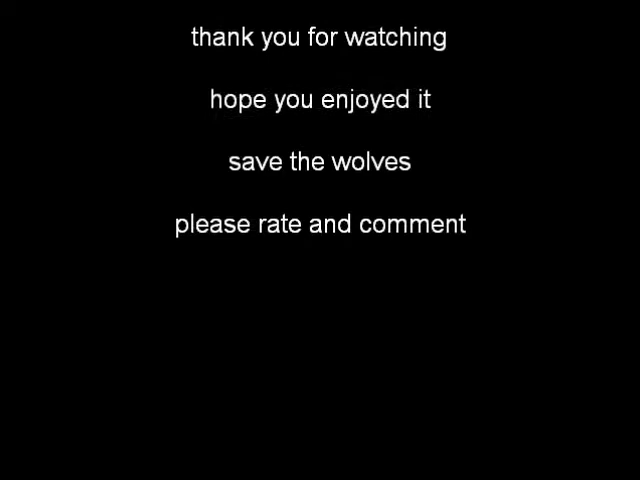 thank you for watching
hope you enjoyed it
save the wolves
please rate and comment